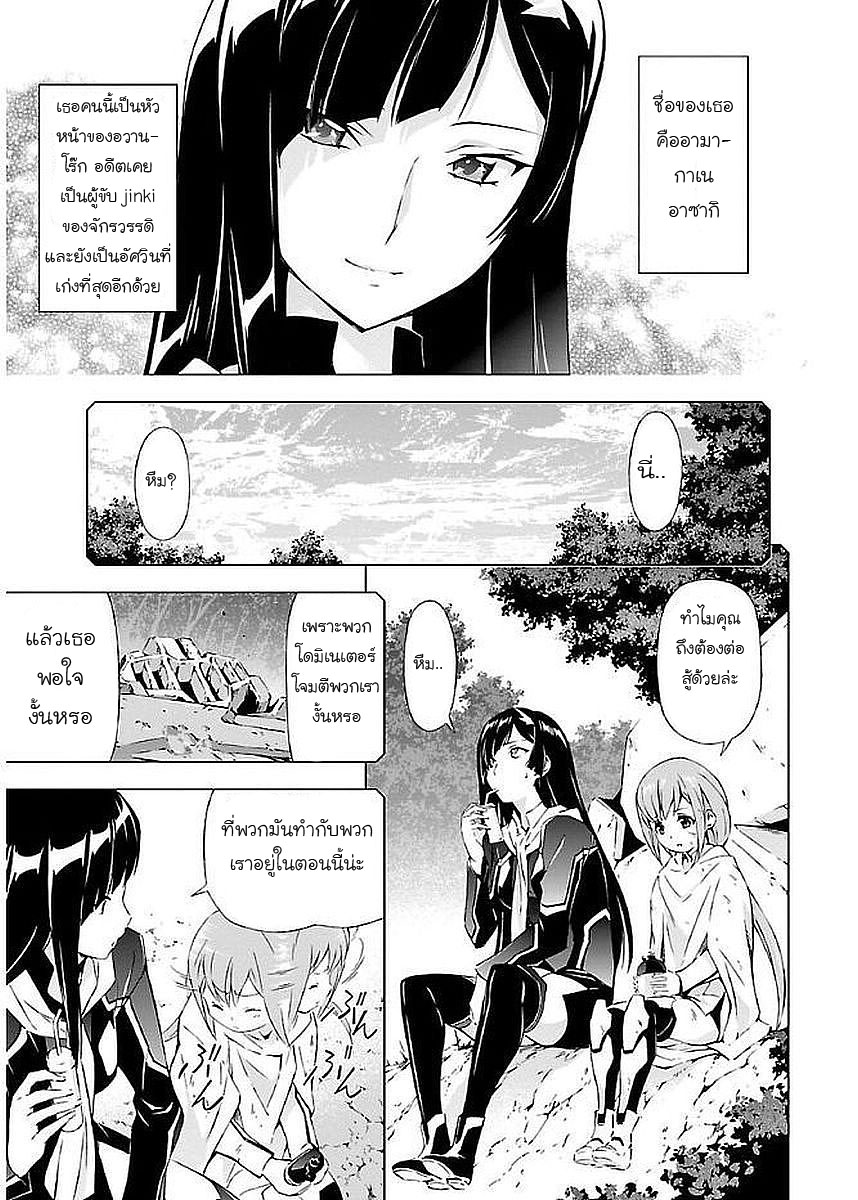 ชื่อของเธอ
คืออามา-
กาเน
อาซากิ
เธอคนนี้เป็นหัว
หน้าของอวาน-
โร๊ก อดีตเคย
เป็นผู้ขับ jinki
ของจักรวรรดิ
และยังเป็นอัศวินที่
เก่งที่สุดอีกด้วย
นี่..
หืม?
ทำไมคุณ
ถึงต้องต่อ
สู้ด้วยล่ะ
หืม..
เพราะพวก
โดมิเนเตอร์
โจมตีพวกเรา
งั้นหรอ
แล้วเธอ
พอใจ
งั้นหรอ
ที่พวกมันทำกับพวก
เราอยู่ในตอนนี้น่ะ
ぶん
ぶん